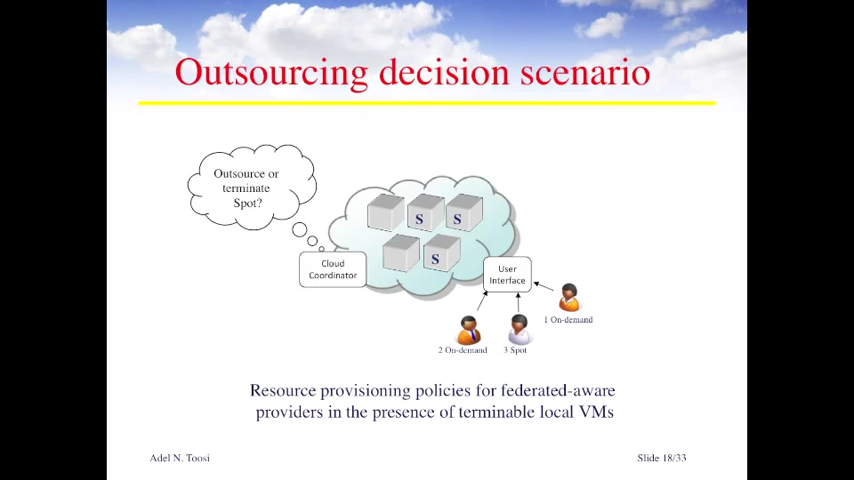 Outsourcing decision scenario
Outsource or
terminate
Spot?
S
S
S
Cloud
Coordinator
User
Interface
1 On-demand
2 On-demand
3 Spot
Resource provisioning policies for federated-aware
providers in the presence of terminable local VMs
Adel N. Toosi
Slide 18/33